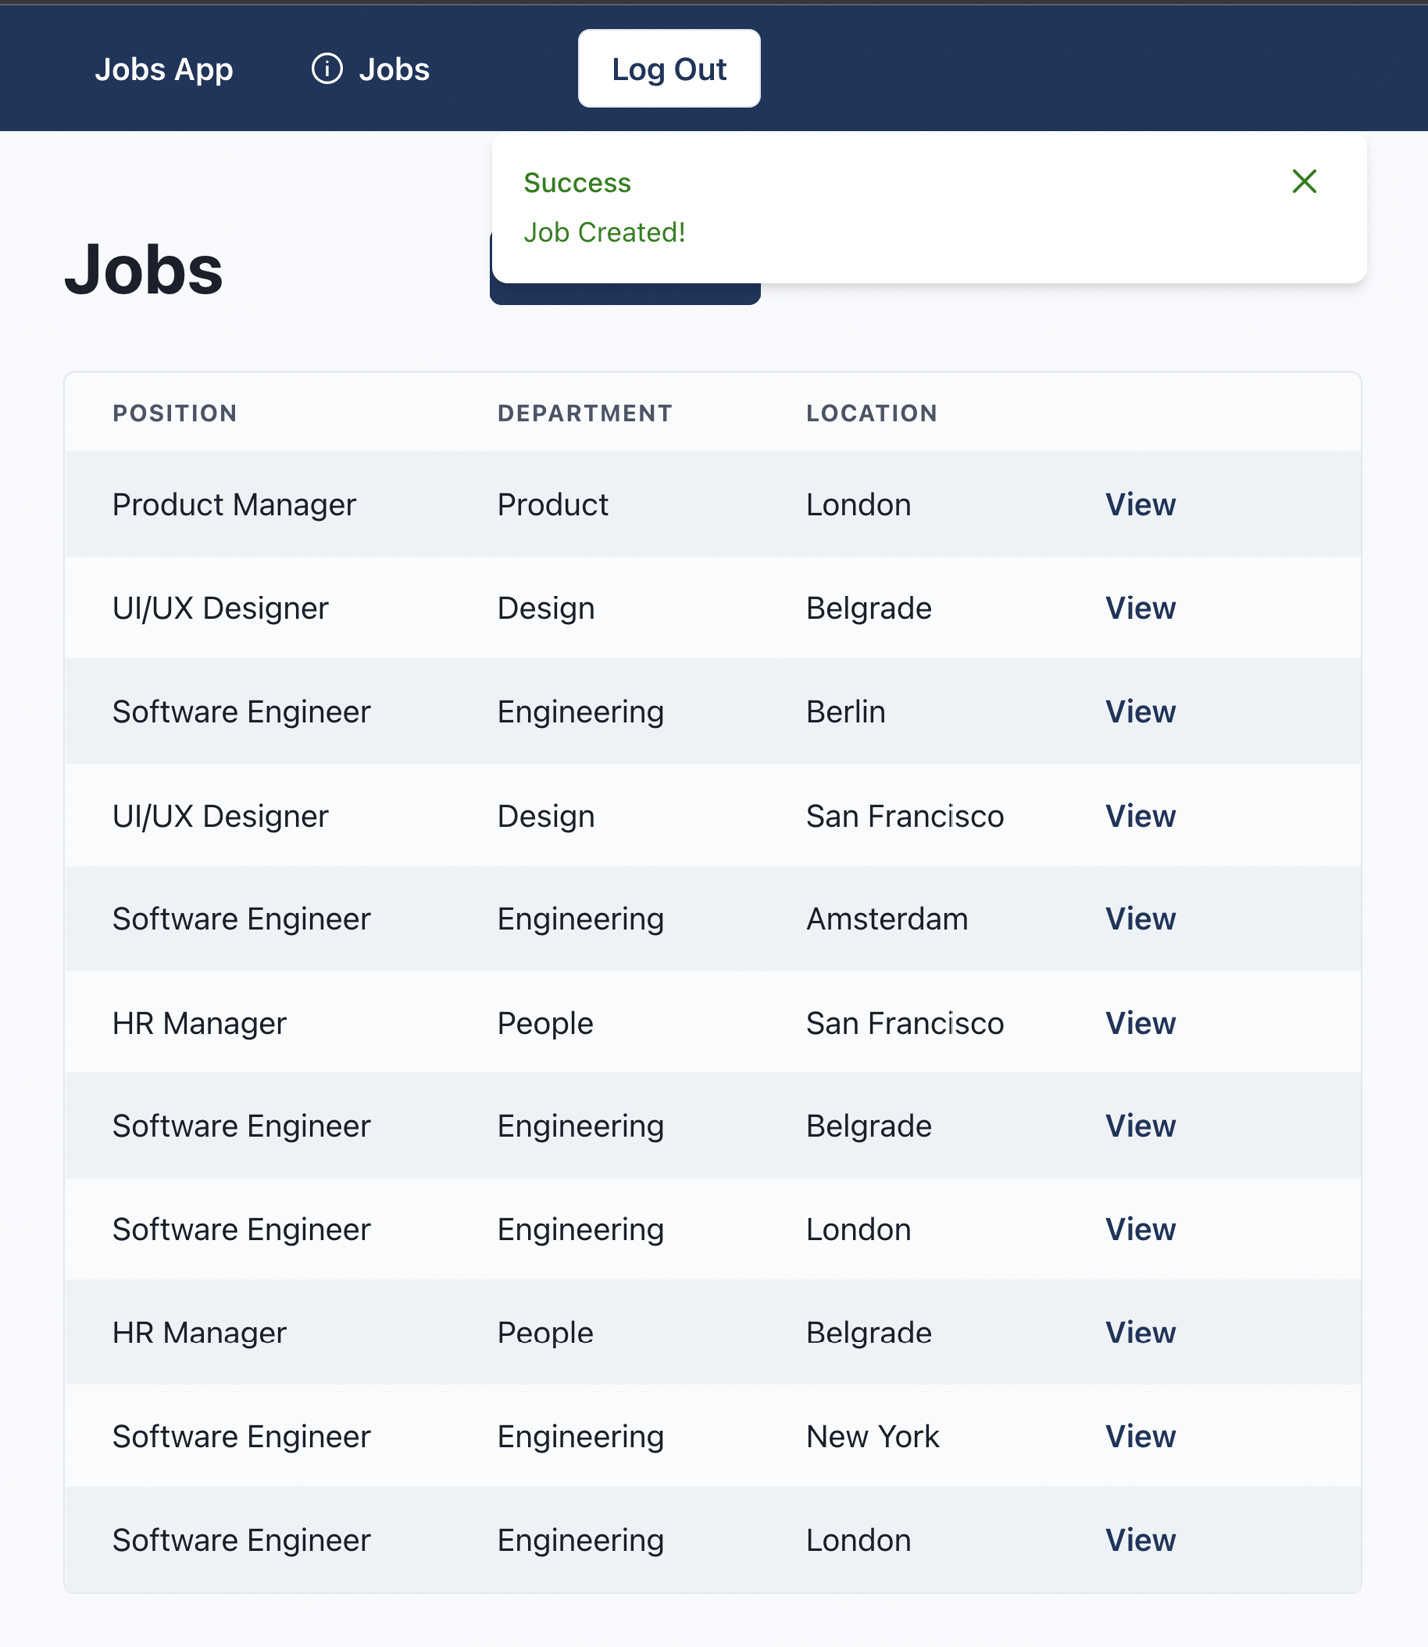 Jobs App Jobs Log Out
Success
Job Created!
Jobs
POSITION DEPARTMENT LOCATION
Product Manager Product London View
UI/UX Designer Design Belgrade View
Software Engineer Engineering Berlin View
UI/UX Designer Design San Francisco View
Software Engineer Engineering Amsterdam View
HR Manager People San Francisco View
Software Engineer Engineering Belgrade View
Software Engineer Engineering London View
HR Manager People Belgrade View
Software Engineer Engineering New York View
Software Engineer Engineering London View